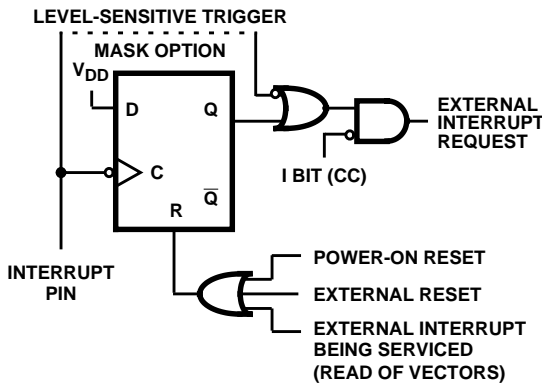 LEVEL-SENSITIVE TRIGGER
MASK OPTION
VDD
D
Q
C
Q
R
EXTERNAL
INTERRUPT
REQUEST
I BIT (CC)
INTERRUPT
PIN
POWER-ON RESET
EXTERNAL RESET
EXTERNAL INTERRUPT
BEING SERVICED
(READ OF VECTORS)